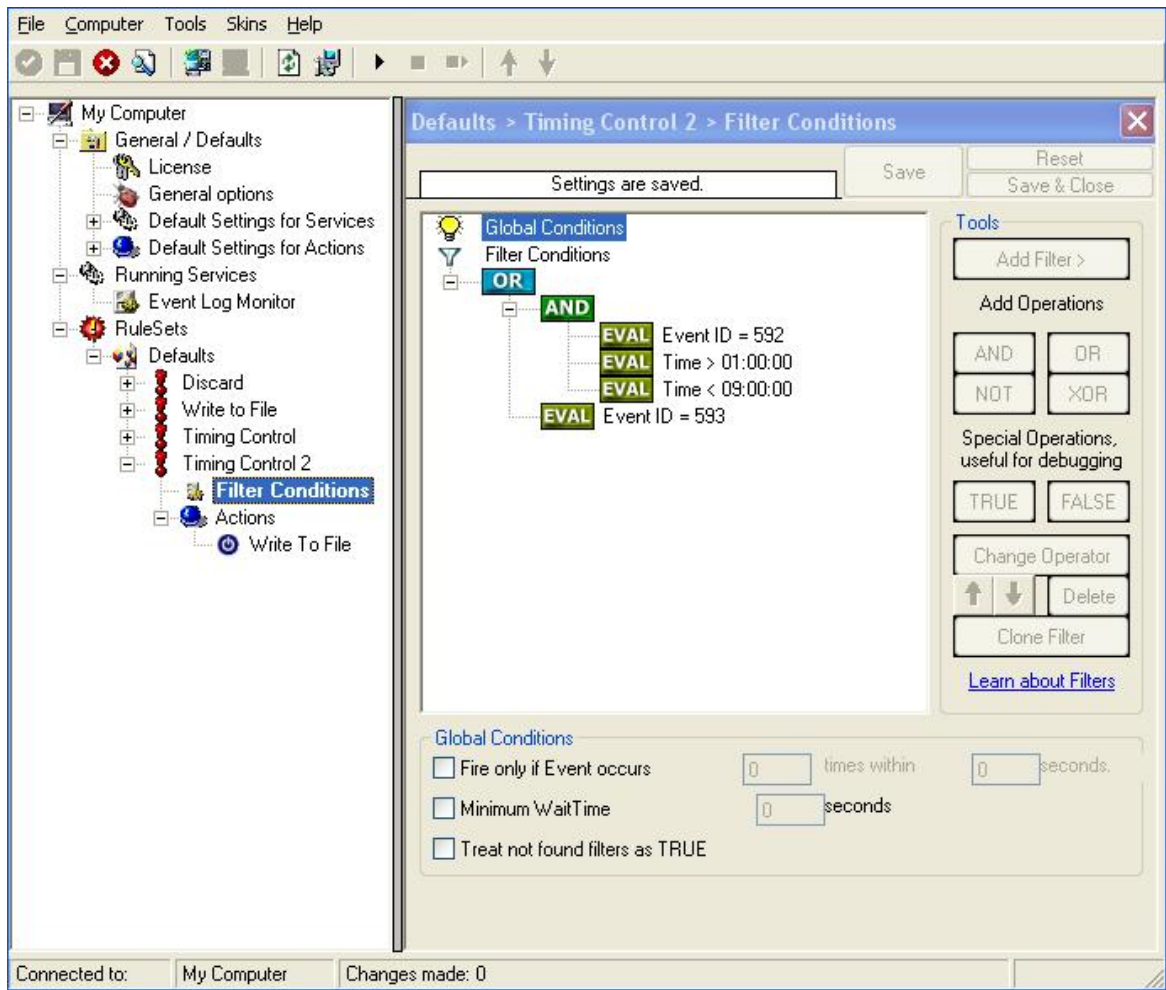 File Computer Tools Skins Help
My Computer
General / Defaults
License
General options
Default Settings for Services
Default Settings for Actions
Running Services
Event Log Monitor
RuleSets
Defaults
Discard
Write to File
Timing Control
Timing Control 2
Filter Conditions
Actions
Write To File
Defaults > Timing Control 2 > Filter Conditions
Settings are saved.
Save
Reset
Save & Close
Global Conditions
Filter Conditions
OR
AND
EVAL Event ID = 592
EVAL Time > 01:00:00
EVAL Time < 09:00:00
EVAL Event ID = 593
Tools
Add Filter >
Add Operations
AND OR
NOT XOR
Special Operations,
useful for debugging
TRUE FALSE
Change Operator
Delete
Clone Filter
Learn about Filters
Global Conditions
Fire only if Event occurs 0 times within 0 seconds.
Minimum WaitTime 0 seconds
Treat not found filters as TRUE
Connected to: My Computer Changes made: 0